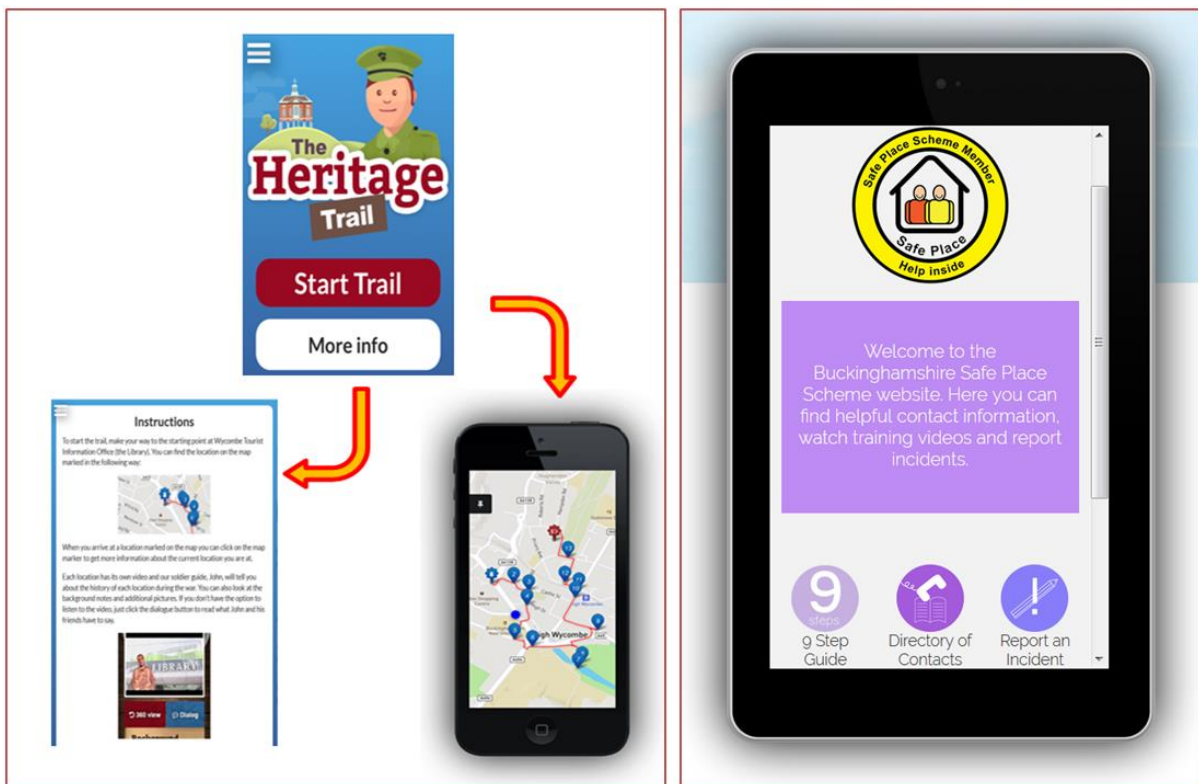 The
Heritage
Trail
Start Trail
More info
Instructions
To start the trail, make your way to the starting point at Wycombe Tourist
Information Office (the Library). You can find the location on the map
marked in the following way:
When you arrive at a location marked on the map you can click on the map
marker to get more information about the current location you are at.
Each location has its own video and our soldier guide, John, will tell you
about the history of each location during the war. You can also look at the
background notes and additional pictures. If you don't have the option to
listen to the video, just click the dialogue button to read what John and his
friends have to say.
LIBRARY
360 view
Dialog
Background
High Wycombe
Safe Place Scheme Member
Safe Place
Help inside
Welcome to the
Buckinghamshire Safe Place
Scheme website. Here you can
find helpful contact information,
watch training videos and report
incidents.
9
steps
9 Step
Guide
Directory of
Contacts
Report an
Incident